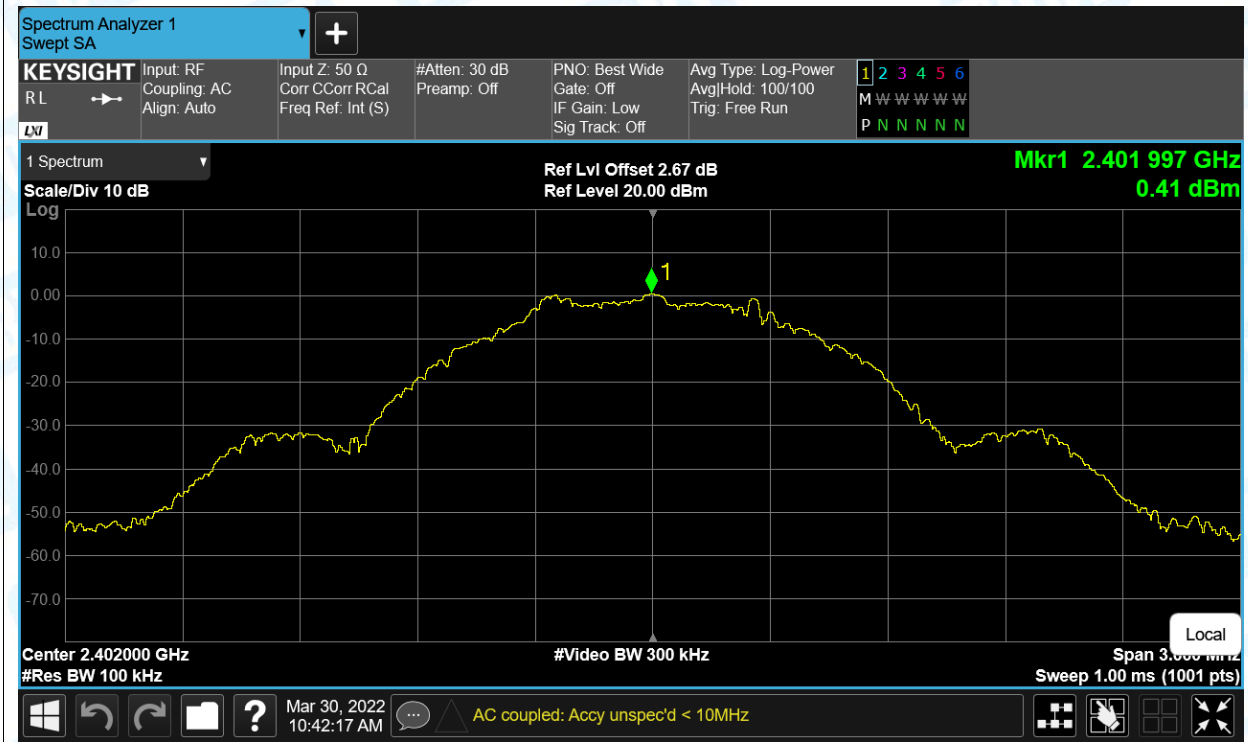 Spectrum Analyzer 1
Swept SA
KEYSIGHT
R L
LXI
Input: RF
Coupling: AC
Align: Auto
Input Z: 50 Ω
Corr CCorr RCal
Freq Ref: Int (S)
#Atten: 30 dB
Preamp: Off
PNO: Best Wide
Gate: Off
IF Gain: Low
Sig Track: Off
Avg Type: Log-Power
Avg|Hold: 100/100
Trig: Free Run
1 2 3 4 5 6
M W W W W W
P N N N N N N
1 Spectrum
Scale/Div 10 dB
Log
Ref Lvl Offset 2.67 dB
Ref Level 20.00 dBm
Mkr1 2.401 997 GHz
0.41 dBm
1
10.0
0.00
-10.0
-20.0
-30.0
-40.0
-50.0
-60.0
-70.0
Local
Center 2.402000 GHz
#Video BW 300 kHz
Span
#Res BW 100 kHz
Sweep 1.00 ms (1001 pts)
?
Mar 30, 2022
10:42:17 AM
AC coupled: Accy unspec'd < 10MHz